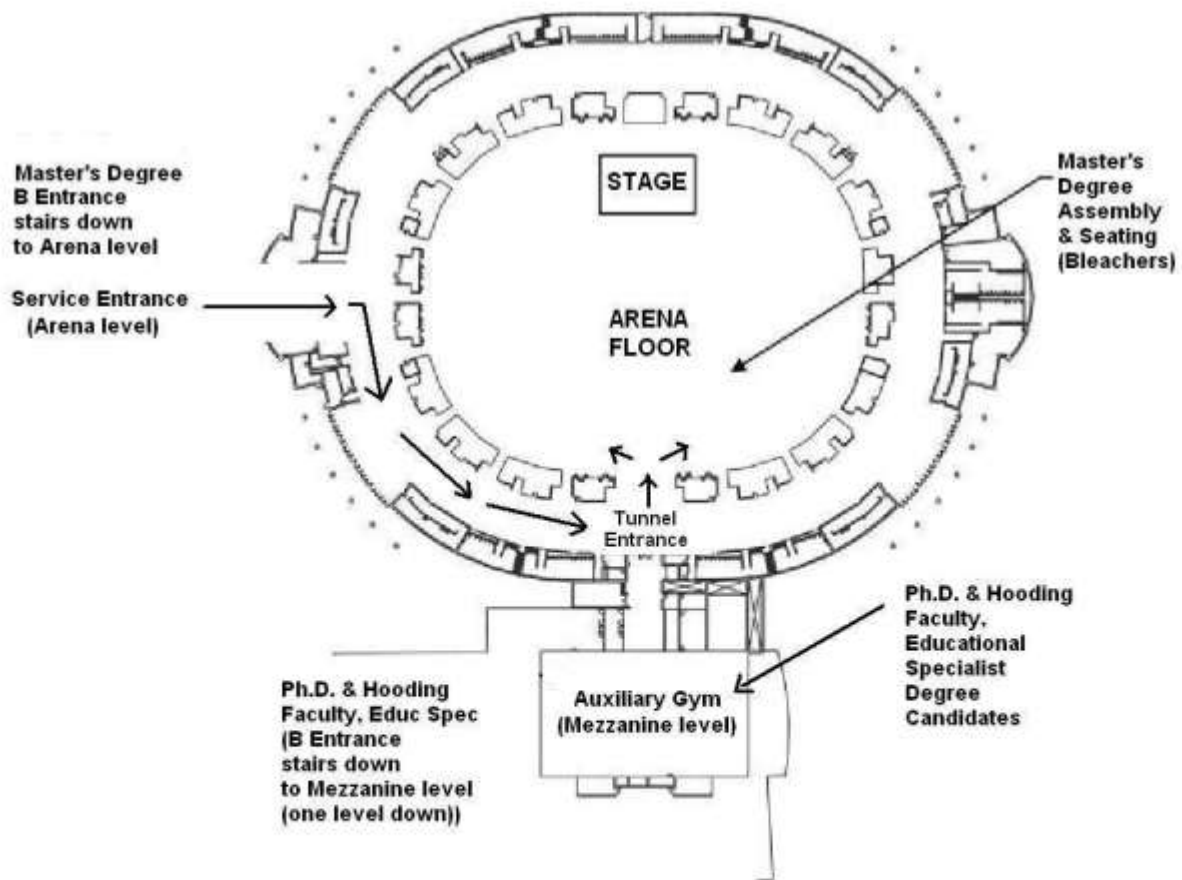 STAGE
Master's Degree
B Entrance
stairs down
to Arena level
Master's
Degree
Assembly
& Seating
(Bleachers)
Service Entrance
(Arena level)
ARENA
FLOOR
Tunnel
Entrance
Ph.D. & Hooding
Faculty,
Educational
Specialist
Degree
Candidates
Ph.D. & Hooding
Faculty, Educ Spec
(B Entrance
stairs down
to Mezzanine level
(one level down))
Auxiliary Gym
(Mezzanine level)